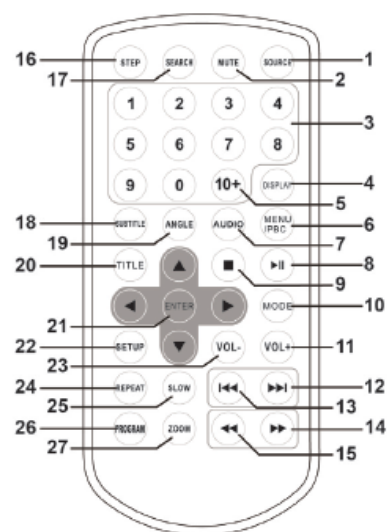 16 STEP SEARCH MUTE SOURCE 1
17 2
1 2 3 4
3
5 6 7 8
9 0 10+ DISPLAY 4
5
18 SUBTITLE ANGLE AUDIO MENU /PBC 6
19 7
20 TITLE 8
9
21 ENTER MODE 10
22 SETUP VOL- VOL+ 11
23
24 REPEAT SLOW 12
25 13
26 PROGRAM ZOOM 14
27 15